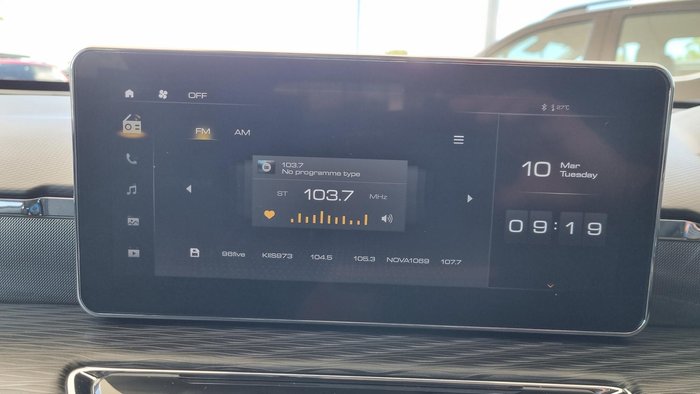 OFF
27°C
FM AM
103.7
No programme type
ST 103.7 MHz
96five KIIS973 104.5 105.3 NOVA1069 107.7
10 Mar
Tuesday
09:19